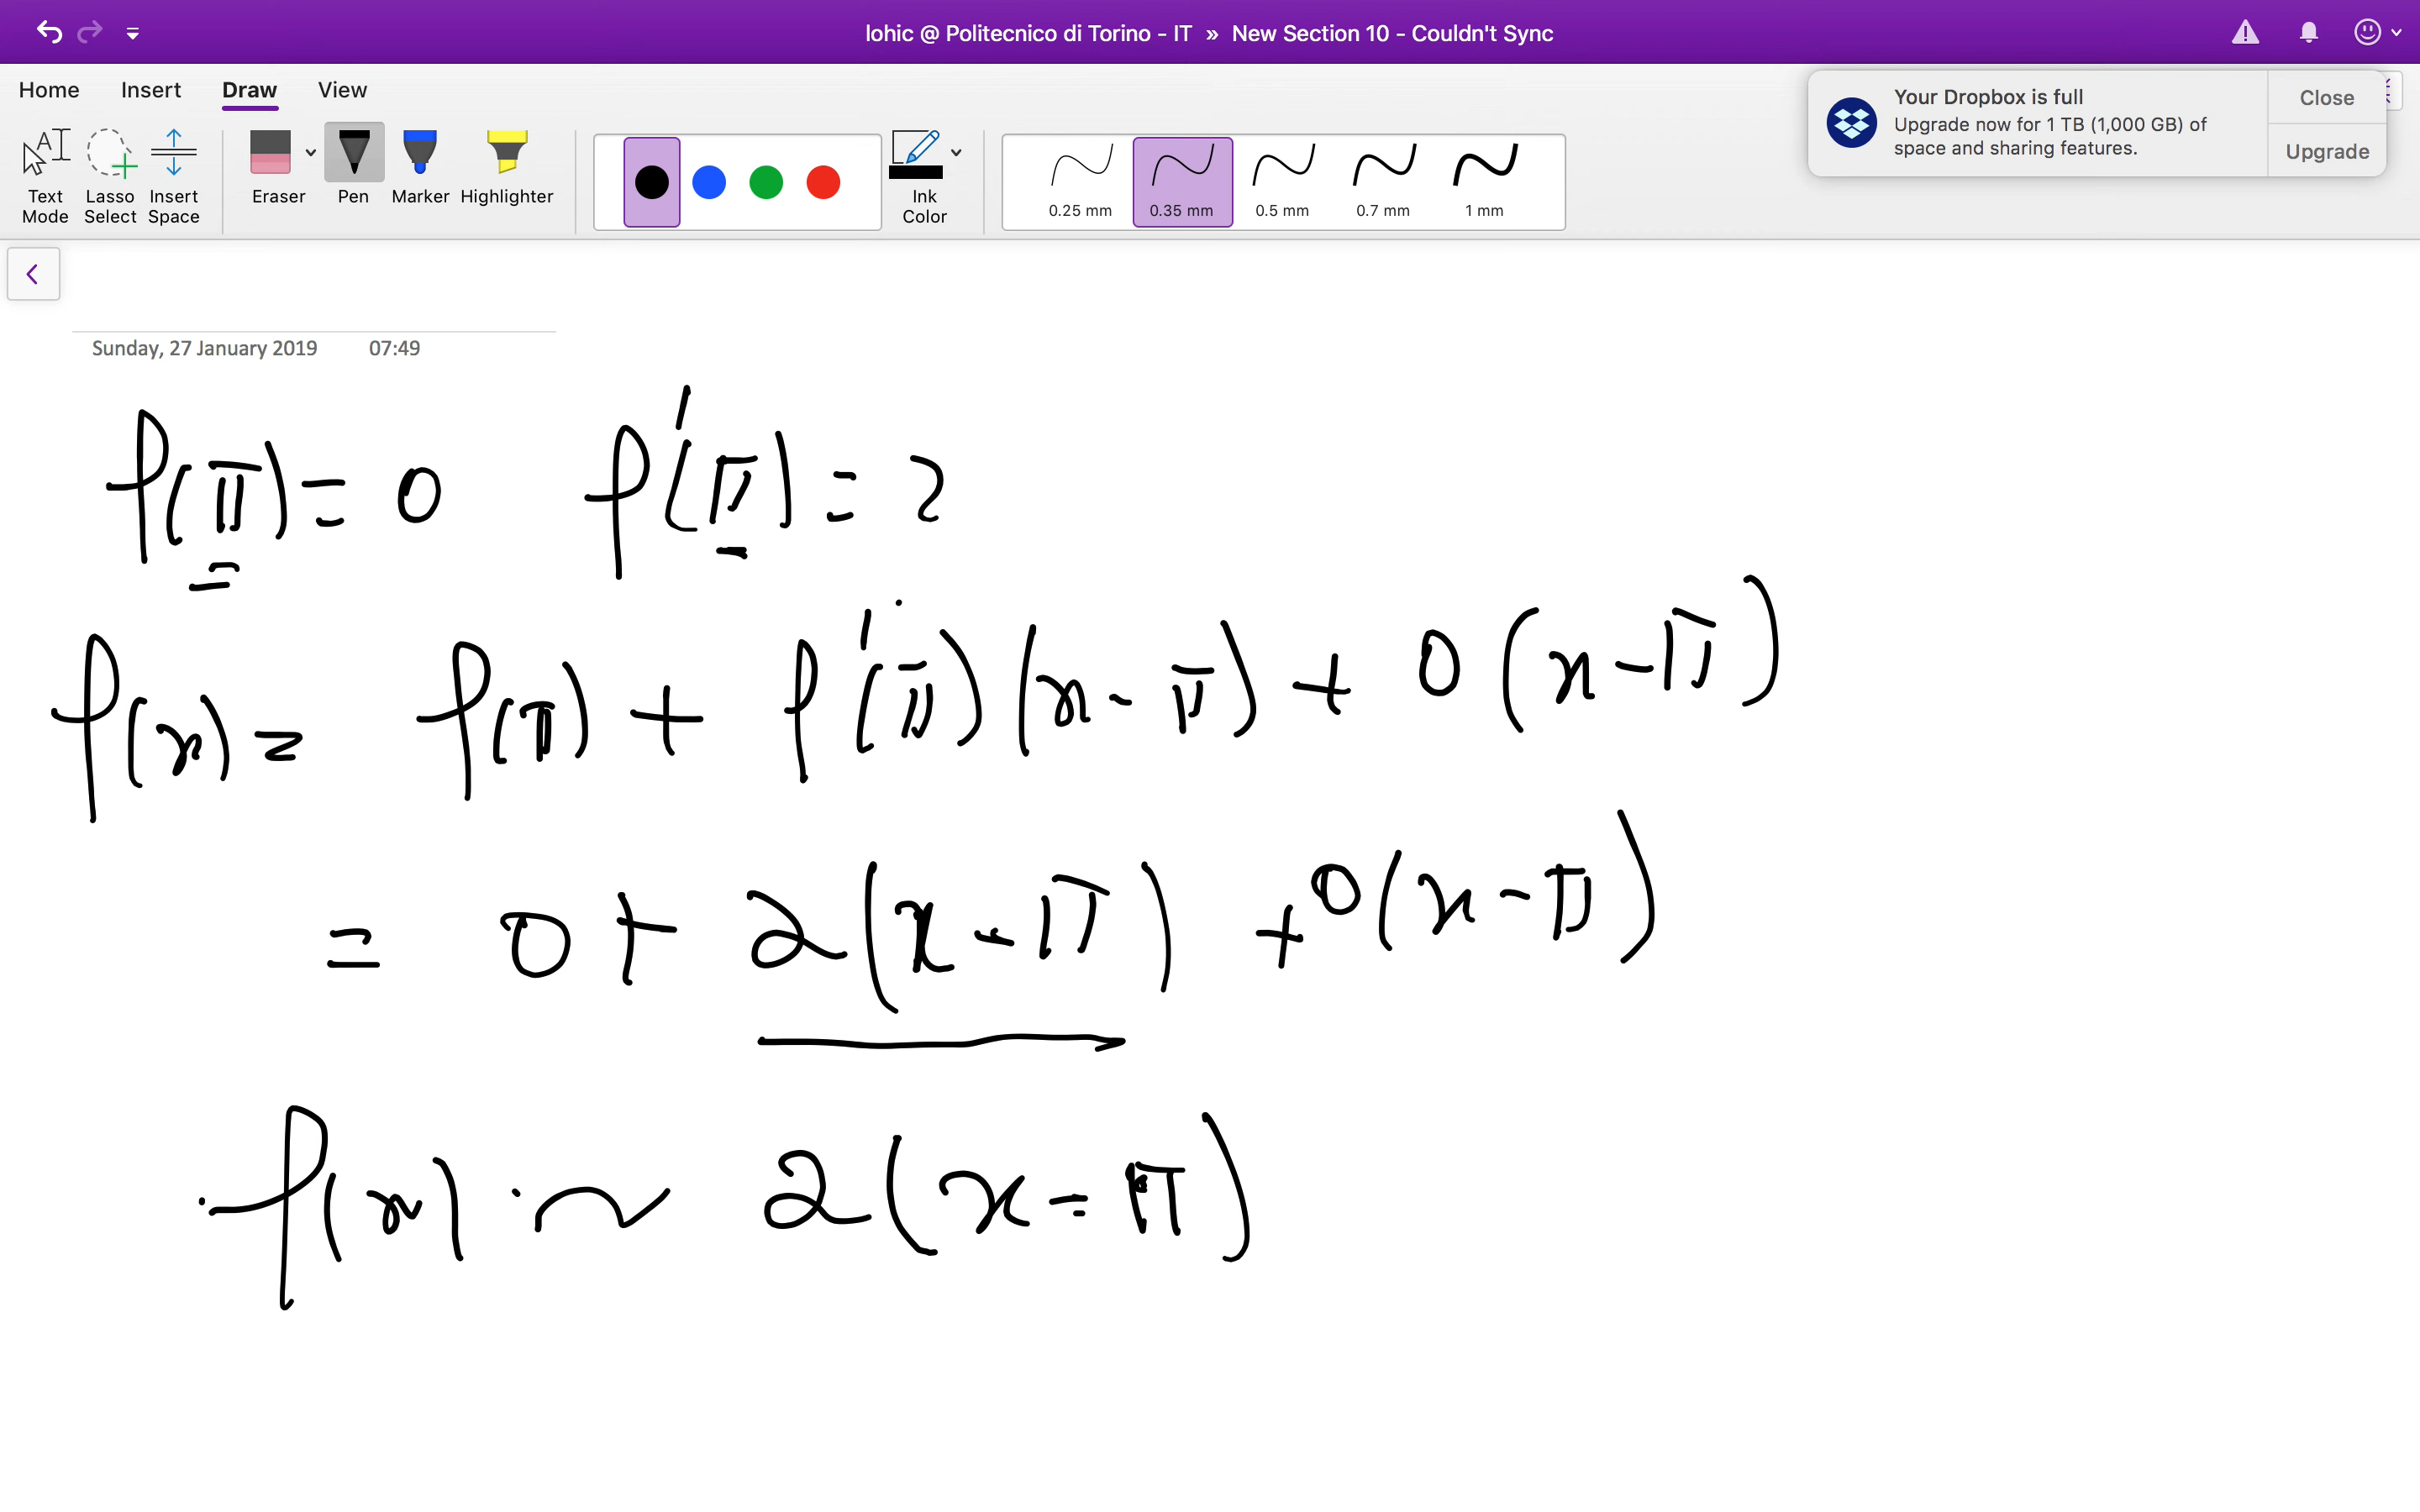 lohic @ Politecnico di Torino - IT » New Section 10 - Couldn't Sync
Home Insert Draw View
Your Dropbox is full
Upgrade now for 1 TB (1,000 GB) of
space and sharing features.
Close
Upgrade
Text Mode
Lasso Select
Insert Space
Eraser
Pen
Marker
Highlighter
Ink Color
0.25 mm 0.35 mm 0.5 mm 0.7 mm 1 mm
Sunday, 27 January 2019 07:49
f(π) = 0 f'(π) = 2
f(x) = f(π) + f'(π)(x - π) + o(x - π)
= 0 + 2(x - π) + o(x - π)
f(x) ~ 2(x - π)